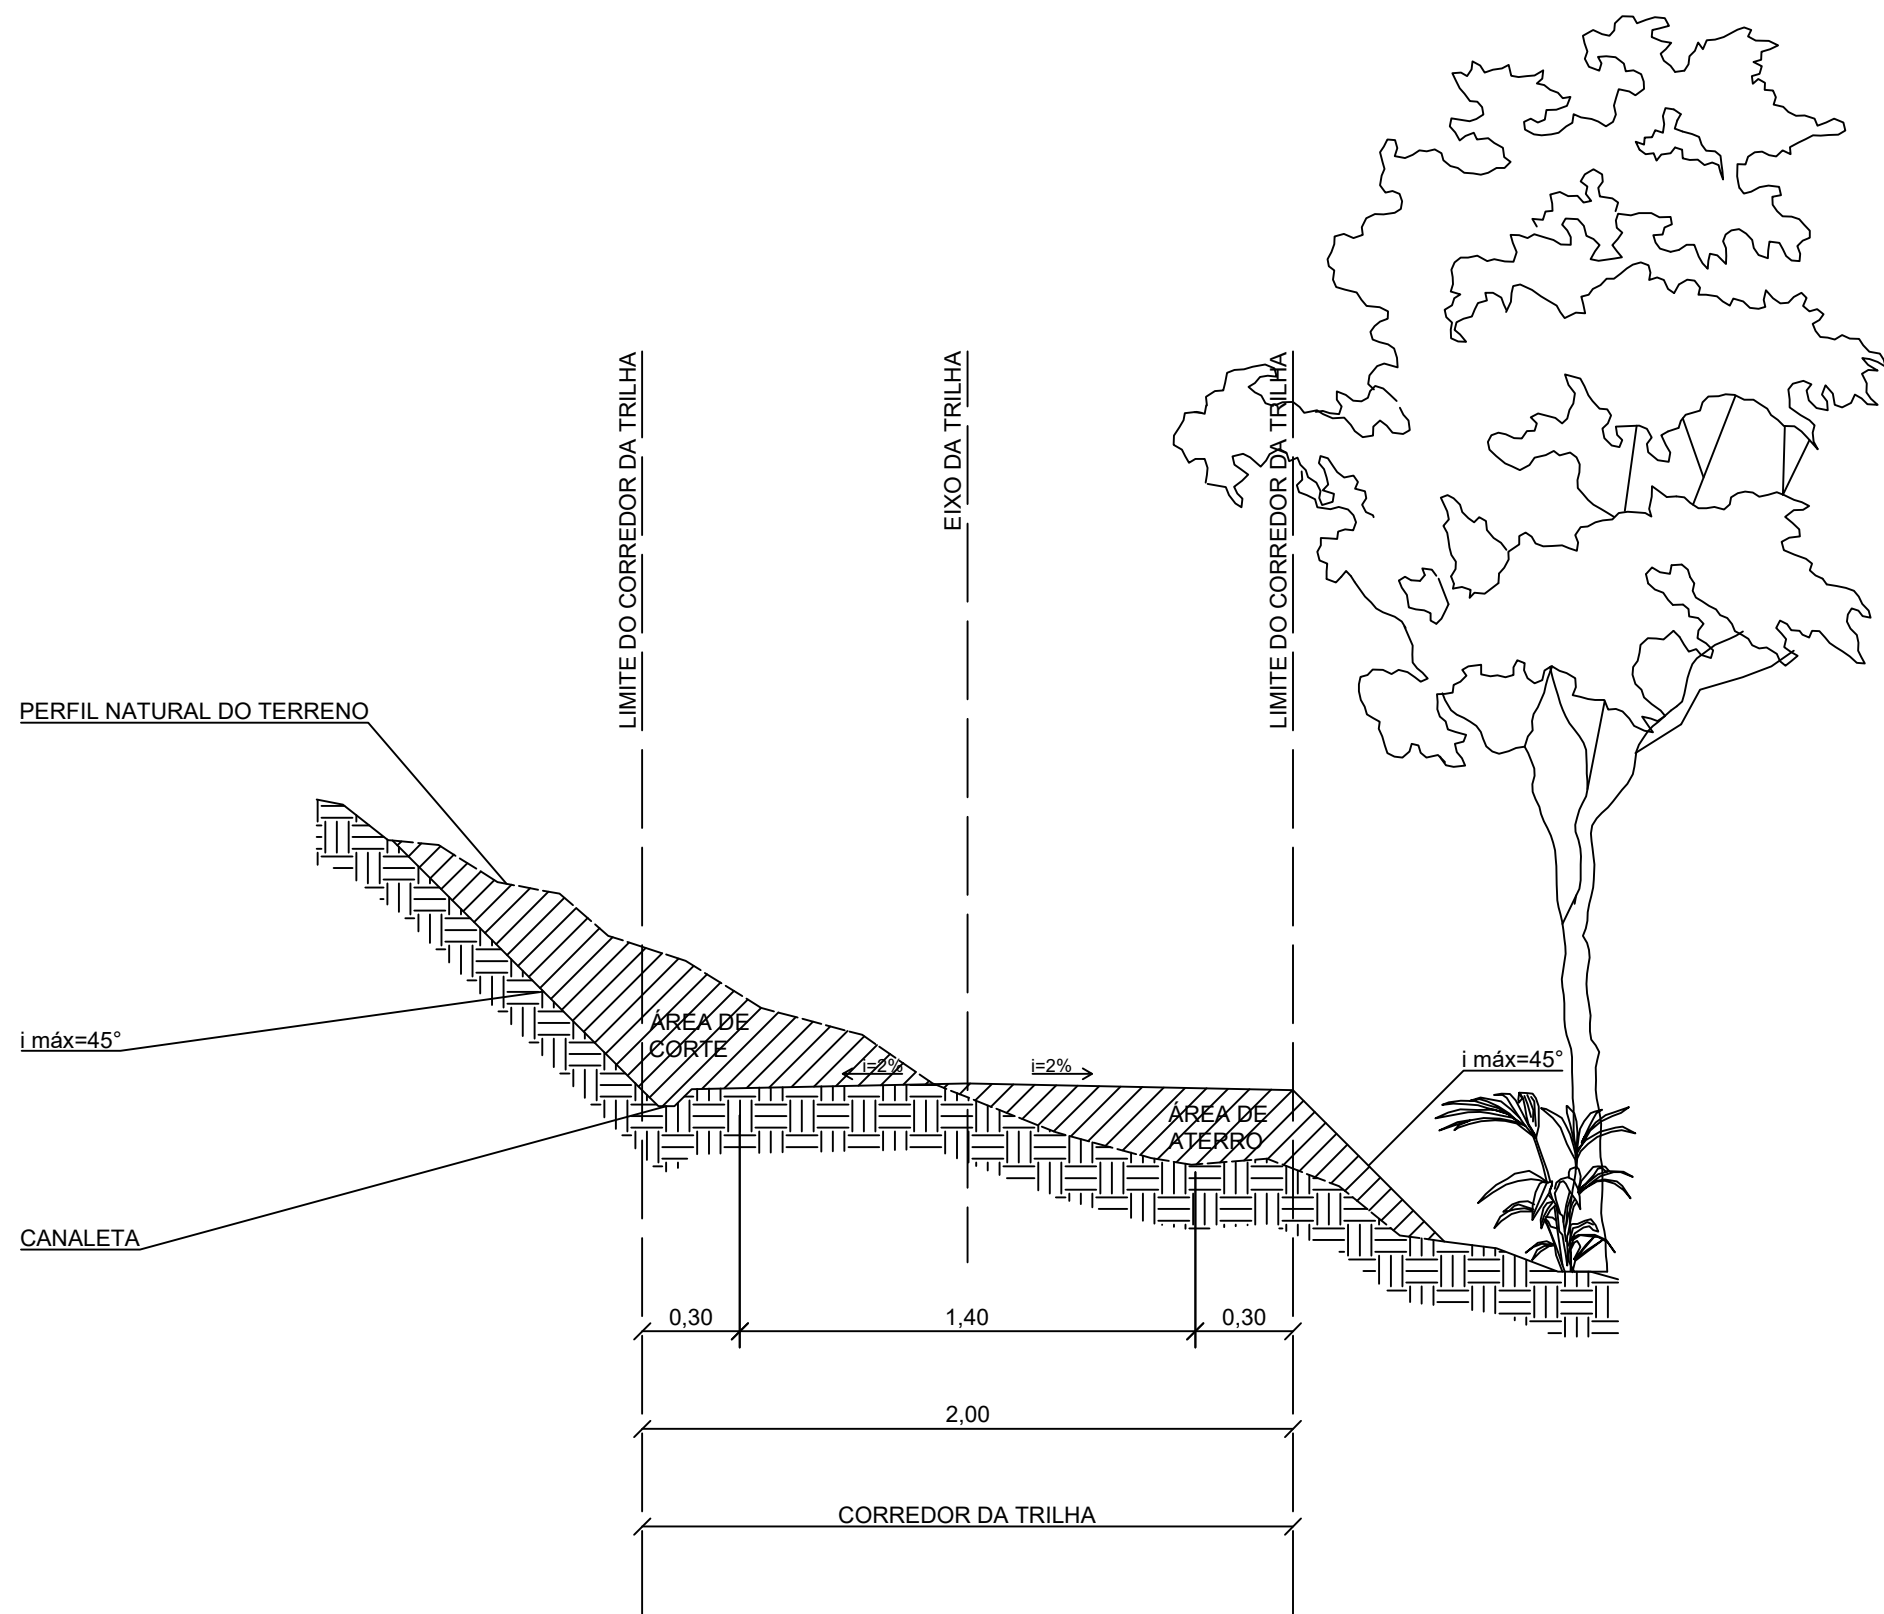 LIMITE DO CORREDOR DA TRILHA
EIXO DA TRILHA
LIMITE DO CORREDOR DA TRILHA
PERFIL NATURAL DO TERRENO
ÁREA DE
CORTE
i máx=45°
i=2%
i=2%
i máx=45°
ÁREA DE
ATERRO
CANALETA
0,30
1,40
0,30
2,00
CORREDOR DA TRILHA